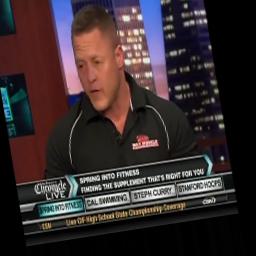 Chronicle
LIVE
SPRING INTO FITNESS
FINDING THE SUPPLEMENT THAT'S RIGHT FOR YOU
SPRING INTO FITNESS
CAL SWIMMING
STEPH CURRY
STANFORD HOOPS
Live OF High School State Championship Coverage